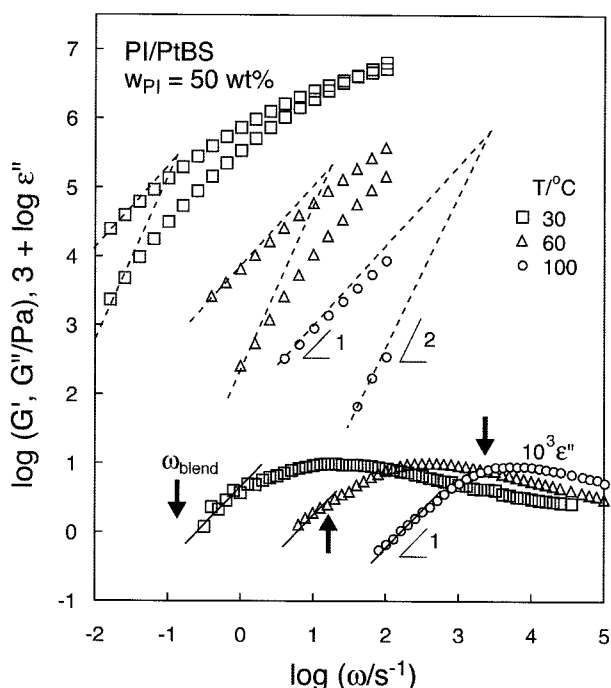 PI/PtBS
w_PI = 50 wt%
log (G', G''/Pa), 3 + log ε''
7
6
5
4
3
2
1
0
-1
T/°C
30
60
100
1
2
10³ε''
ω_blend
1
-2 -1 0 1 2 3 4 5
log (ω/s⁻¹)